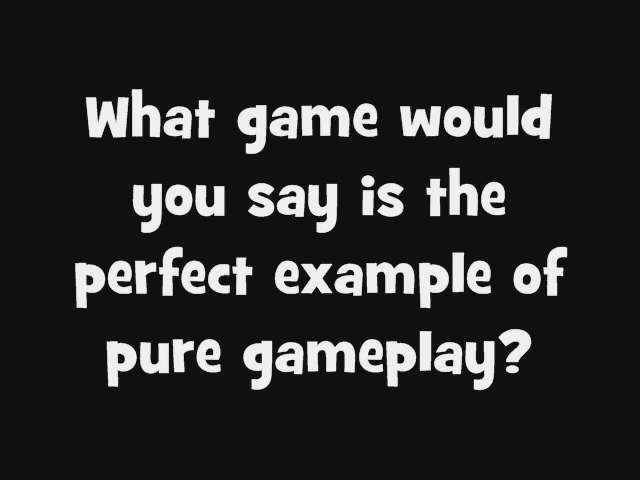 What game would
you say is the
perfect example of
pure gameplay?